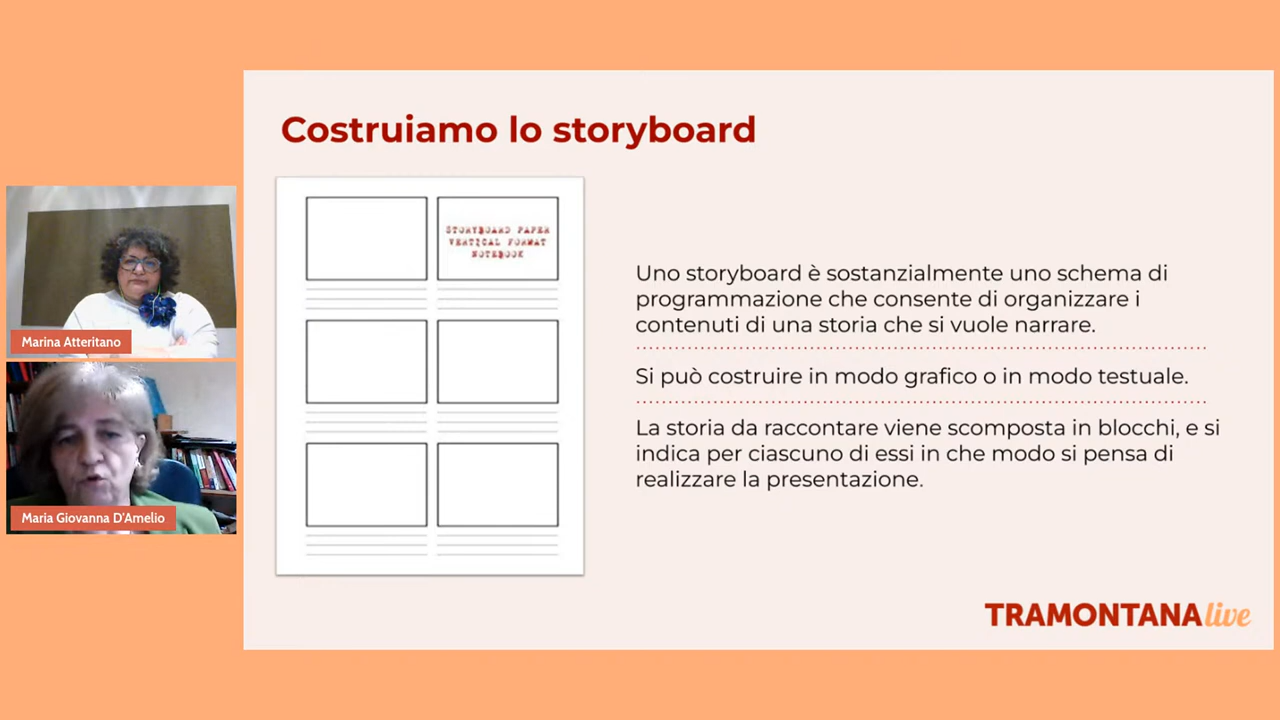 Costruiamo lo storyboard
STORYBOARD PAPER
VERTICAL FORMAT
NOTEBOOK
Uno storyboard è sostanzialmente uno schema di
programmazione che consente di organizzare i
contenuti di una storia che si vuole narrare.
Si può costruire in modo grafico o in modo testuale.
La storia da raccontare viene scomposta in blocchi, e si
indica per ciascuno di essi in che modo si pensa di
realizzare la presentazione.
Marina Atteritano
Maria Giovanna D'Amelio
TRAMONTANA live